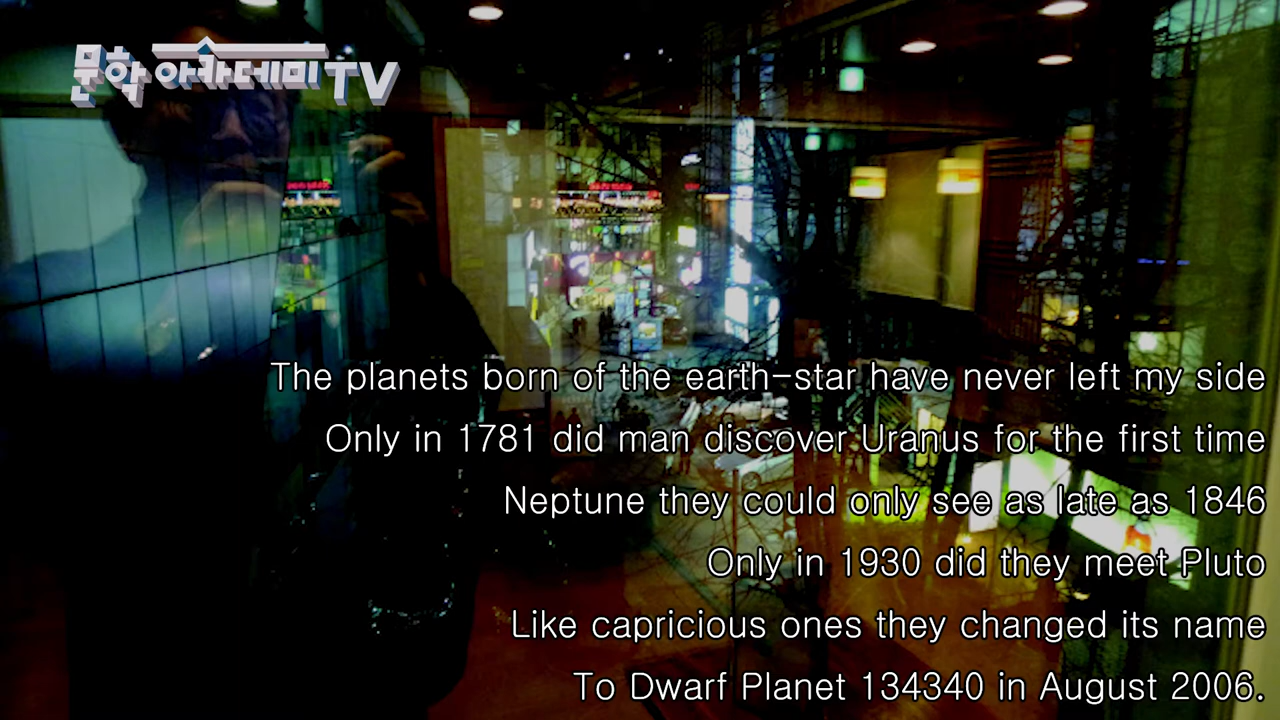 문학 아카데미 TV
The planets born of the earth-star have never left my side
Only in 1781 did man discover Uranus for the first time
Neptune they could only see as late as 1846
Only in 1930 did they meet Pluto
Like capricious ones they changed its name
To Dwarf Planet 134340 in August 2006.